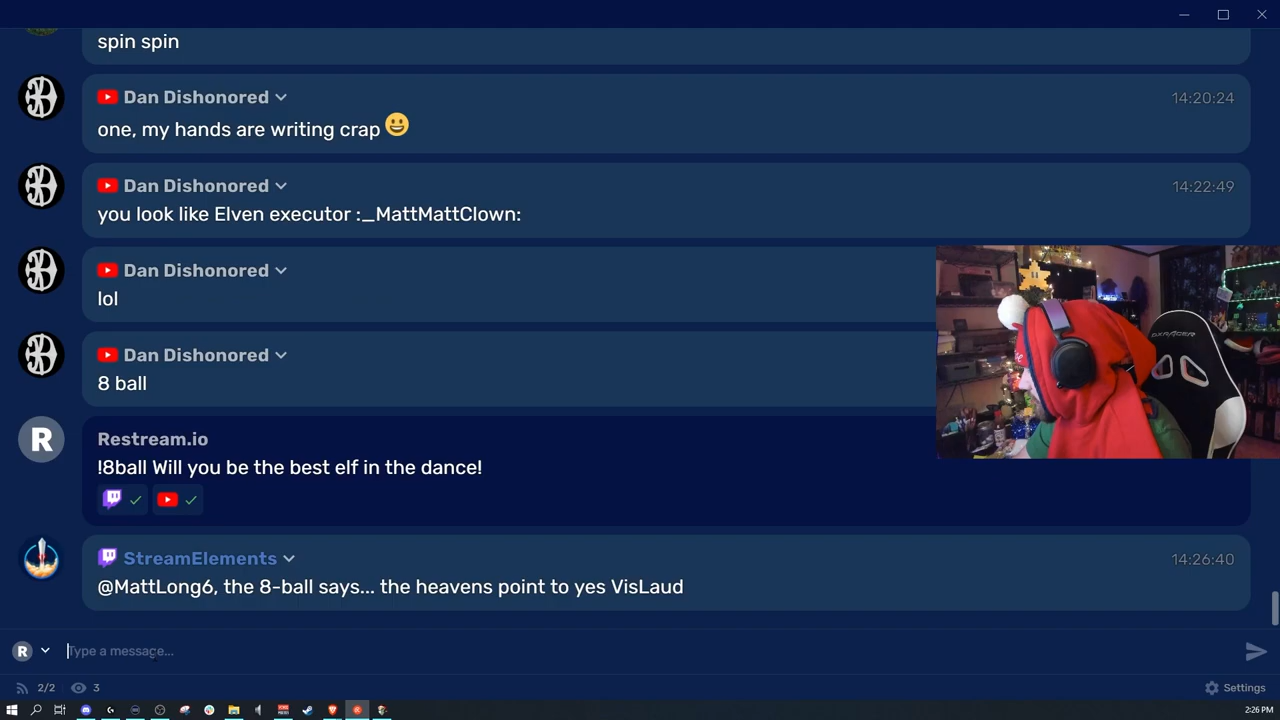 spin spin
Dan Dishonored
14:20:24
one, my hands are writing crap
Dan Dishonored
14:22:49
you look like Elven executor :_MattMattClown:
Dan Dishonored
lol
Dan Dishonored
8 ball
R
Restream.io
!8ball Will you be the best elf in the dance!
StreamElements
14:26:40
@MattLong6, the 8-ball says... the heavens point to yes VisLaud
R
Type a message...
2/2
3
Settings
2:26 PM
DXRACER